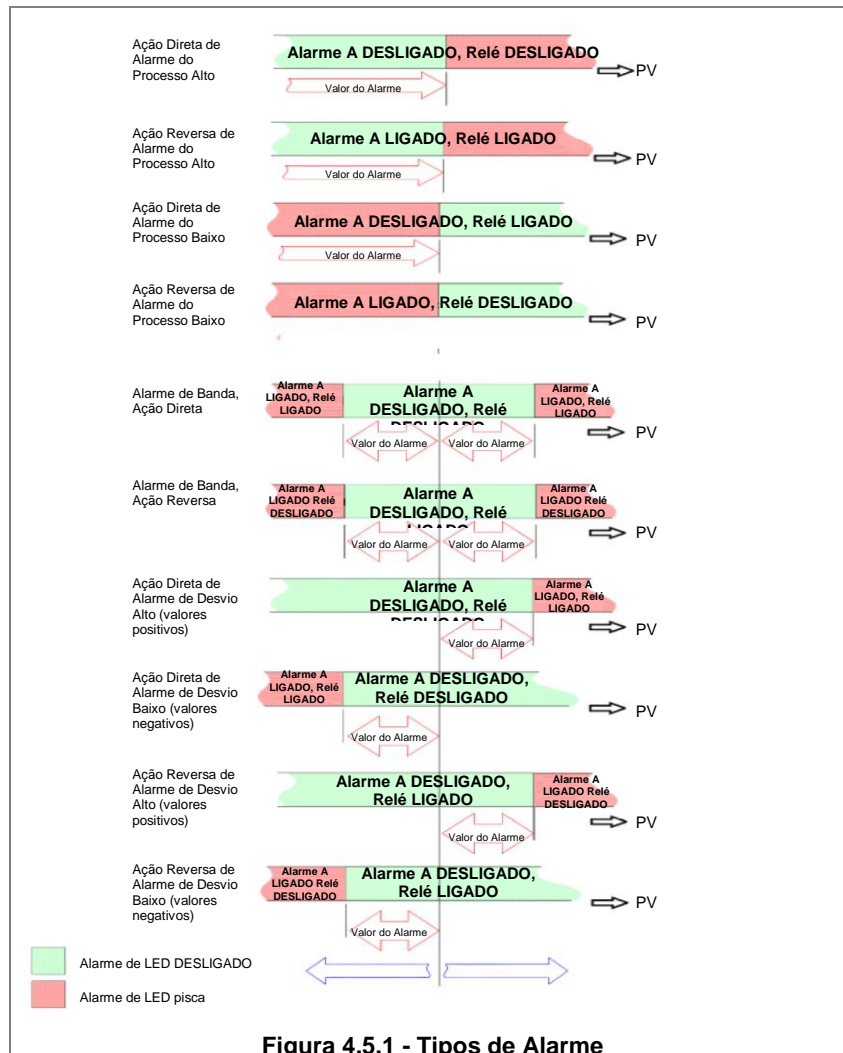 Ação Direta de
Alarme do
Processo Alto
Alarme A DESLIGADO, Relé DESLIGADO
Valor do Alarme
PV
Ação Reversa de
Alarme do
Processo Alto
Alarme A LIGADO, Relé LIGADO
Valor do Alarme
PV
Ação Direta de
Alarme do
Processo Baixo
Alarme A DESLIGADO, Relé LIGADO
Valor do Alarme
PV
Ação Reversa de
Alarme do
Processo Baixo
Alarme A LIGADO, Relé DESLIGADO
PV
Alarme de Banda,
Ação Direta
Alarme A
LIGADO, Relé
LIGADO
Alarme A
DESLIGADO, Relé
DESLIGADO
Alarme A
LIGADO, Relé
LIGADO
Valor do Alarme
Valor do Alarme
PV
Alarme de Banda,
Ação Reversa
Alarme A
LIGADO Relé
DESLIGADO
Alarme A
DESLIGADO, Relé
LIGADO
Alarme A
LIGADO Relé
DESLIGADO
Valor do Alarme
Valor do Alarme
PV
Ação Direta de
Alarme de Desvio
Alto (valores
positivos)
Alarme A
DESLIGADO, Relé
DESLIGADO
Alarme A
LIGADO, Relé
LIGADO
Valor do Alarme
PV
Ação Direta de
Alarme de Desvio
Baixo (valores
negativos)
Alarme A
LIGADO, Relé
LIGADO
Alarme A DESLIGADO,
Relé DESLIGADO
Valor do Alarme
PV
Ação Reversa de
Alarme de Desvio
Alto (valores
positivos)
Alarme A DESLIGADO,
Relé LIGADO
Alarme A
LIGADO Relé
DESLIGADO
Valor do Alarme
PV
Ação Reversa de
Alarme de Desvio
Baixo (valores
negativos)
Alarme A
LIGADO Relé
DESLIGADO
Alarme A DESLIGADO,
Relé LIGADO
Valor do Alarme
PV
Alarme de LED DESLIGADO
Alarme de LED pisca
Figura 4.5.1 - Tipos de Alarme